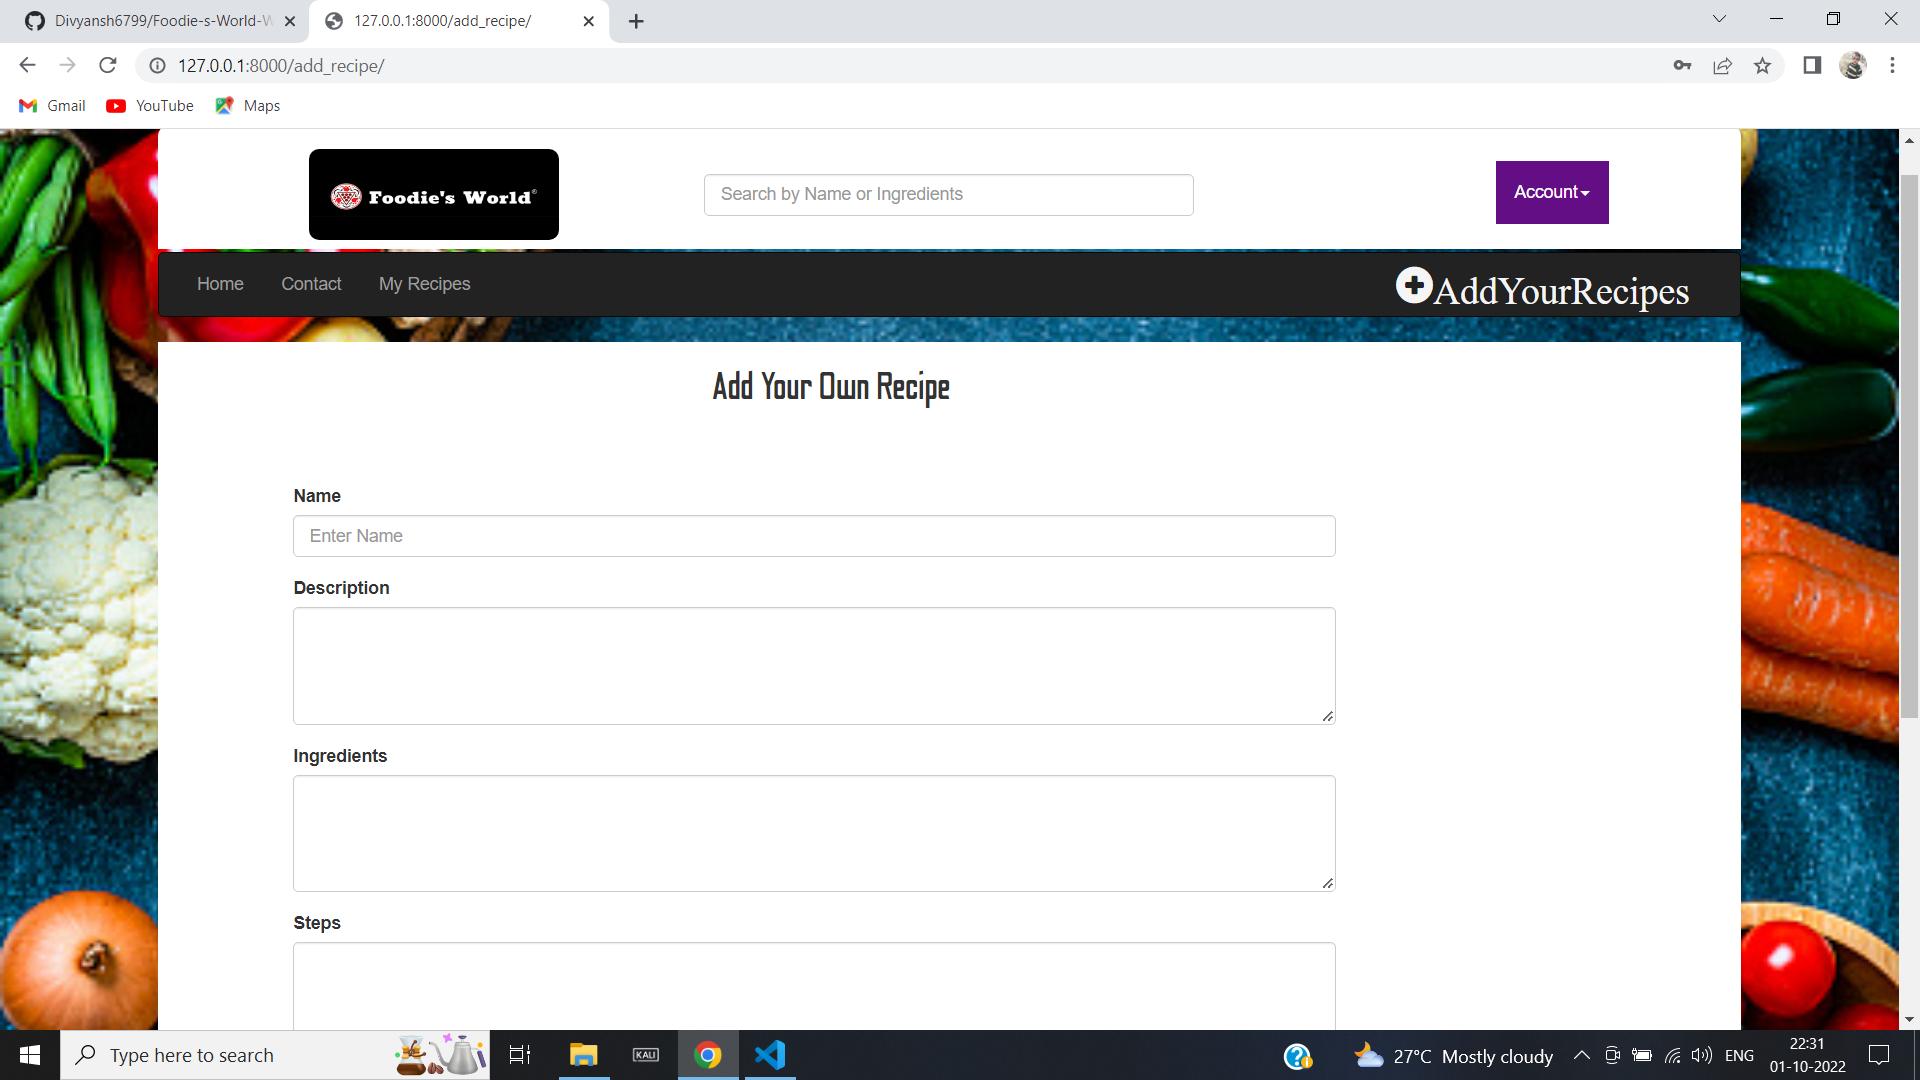 Divyansh6799/Foodie-s-World-W
127.0.0.1:8000/add_recipe/
127.0.0.1:8000/add_recipe/
Gmail
YouTube
Maps
Foodie's World®
Search by Name or Ingredients
Account
Home
Contact
My Recipes
AddYourRecipes
Add Your Own Recipe
Name
Enter Name
Description
Ingredients
Steps
Type here to search
KALI
27°C Mostly cloudy
ENG
22:31
01-10-2022